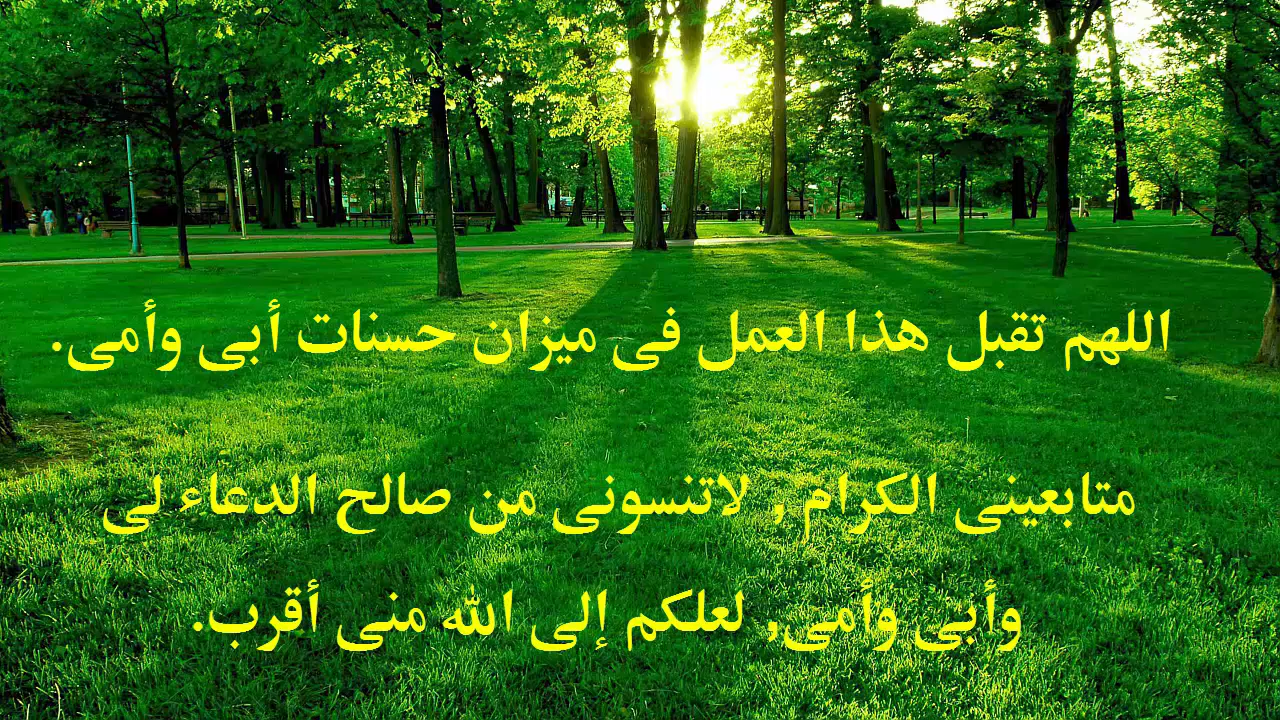 اللهم تقبل هذا العمل فى ميزان حسنات أبى وأمى.
متابعينى الكرام, لاتنسونى من صالح الدعاء لى
وأبى وأمى, لعلكم إلى الله منى أقرب.